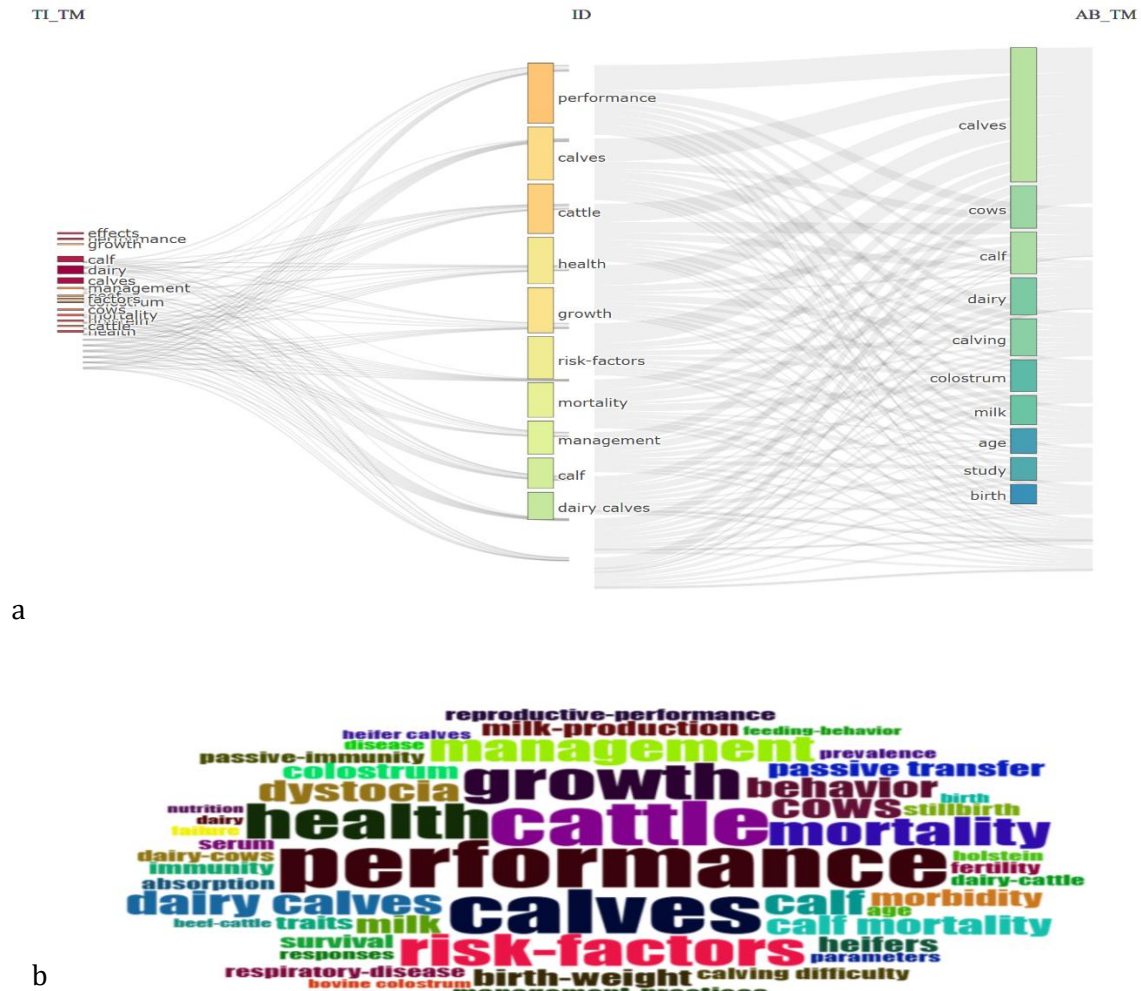 TI_TM ID AB_TM
effects
performance
growth
calf
dairy
calves
management
factors
colostrum
cows
mortality
cattle
health
performance
calves
cattle
health
growth
risk-factors
mortality
management
calf
dairy calves
calves
cows
calf
dairy
calving
colostrum
milk
age
study
birth
a
reproductive-performance
heifer calves milk-production feeding-behavior
disease management prevalence
passive-immunity
colostrum growth passive transfer
dystocia behavior
birth
nutrition health cattle cows stillbirth
dairy
failure mortality
serum
dairy-cows performance holstein
immunity fertility
absorption dairy-cattle
dairy calves calves calf morbidity
age
beef-cattle traits milk calf mortality
survival risk-factors heifers
responses parameters
respiratory-disease birth-weight calving difficulty
bovine colostrum
management-practices
b